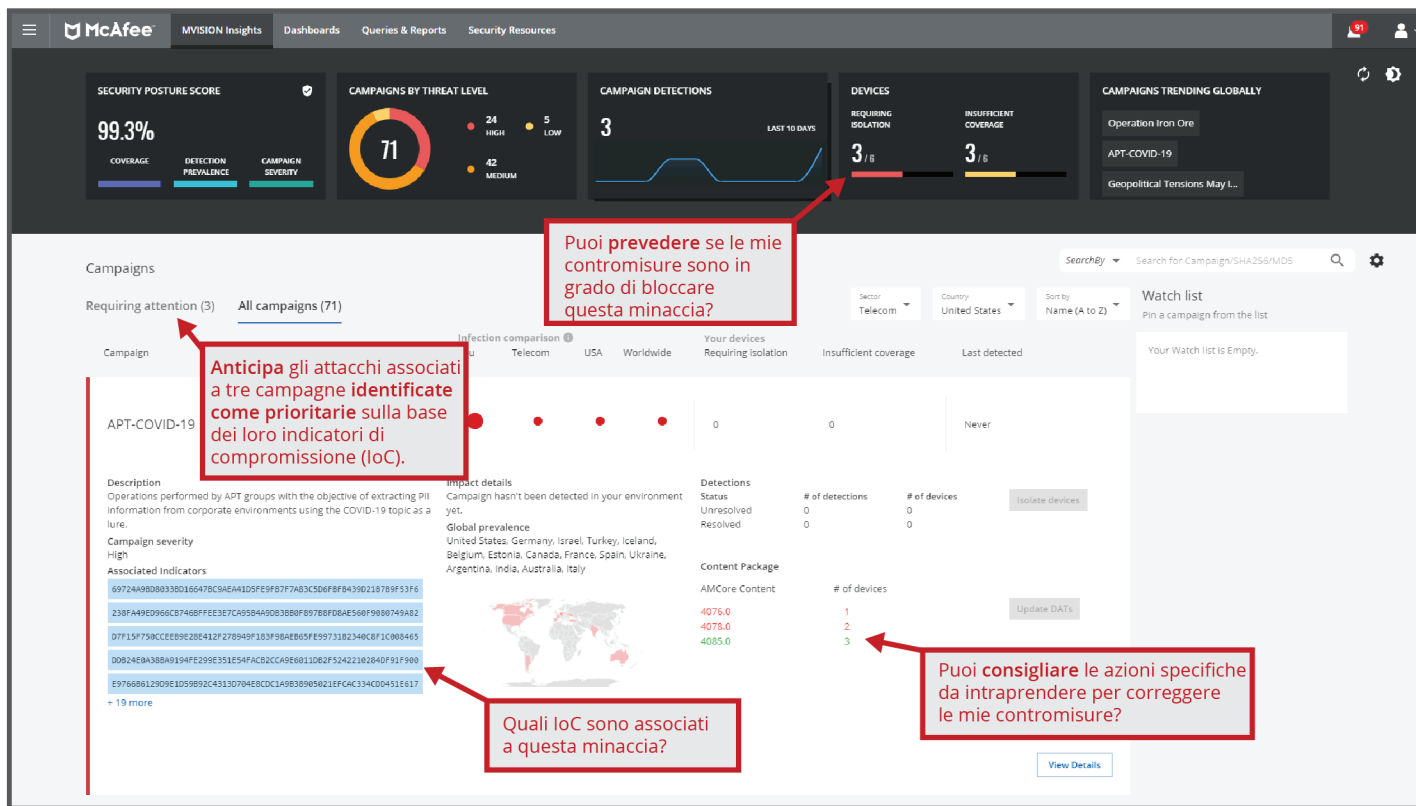 McAfee™
MVISION Insights
Dashboards
Queries & Reports
Security Resources
91
SECURITY POSTURE SCORE
99.3%
COVERAGE
DETECTION
PREVALENCE
CAMPAIGN
SEVERITY
CAMPAIGNS BY THREAT LEVEL
71
24
HIGH
5
LOW
42
MEDIUM
CAMPAIGN DETECTIONS
3
LAST 10 DAYS
DEVICES
REQUIRING
ISOLATION
3/6
INSUFFICIENT
COVERAGE
3/6
CAMPAIGNS TRENDING GLOBALLY
Operation Iron Ore
APT-COVID-19
Geopolitical Tensions May I...
Puoi prevedere se le mie
contromisure sono in
grado di bloccare
questa minaccia?
Campaigns
SearchBy
Search for Campaign/SHA256/MD5
Requiring attention (3)
All campaigns (71)
Sector
Telecom
Country
United States
Sort by
Name (A to Z)
Watch list
Pin a campaign from the list
Your Watch list is Empty.
Campaign
Infection comparison
Telecom
USA
Worldwide
Your devices
Requiring isolation
Insufficient coverage
Last detected
Anticipa gli attacchi associati
a tre campagne identificate
come prioritarie sulla base
dei loro indicatori di
compromissione (IoC).
APT-COVID-19
0
0
Never
Description
Operations performed by APT groups with the objective of extracting PII
information from corporate environments using the COVID-19 topic as a
lure.
Campaign severity
High
Associated Indicators
+ 19 more
Impact details
Campaign hasn't been detected in your environment
yet.
Global prevalence
United States, Germany, Israel, Turkey, Iceland,
Belgium, Estonia, Canada, France, Spain, Ukraine,
Argentina, India, Australia, Italy
Detections
Status # of detections # of devices
Unresolved 0 0
Resolved 0 0
Isolate devices
Content Package
AMCore Content # of devices
4076.0 1
4078.0 2
4085.0 3
Update DATs
Puoi consigliare le azioni specifiche
da intraprendere per correggere
le mie contromisure?
Quali IoC sono associati
a questa minaccia?
View Details